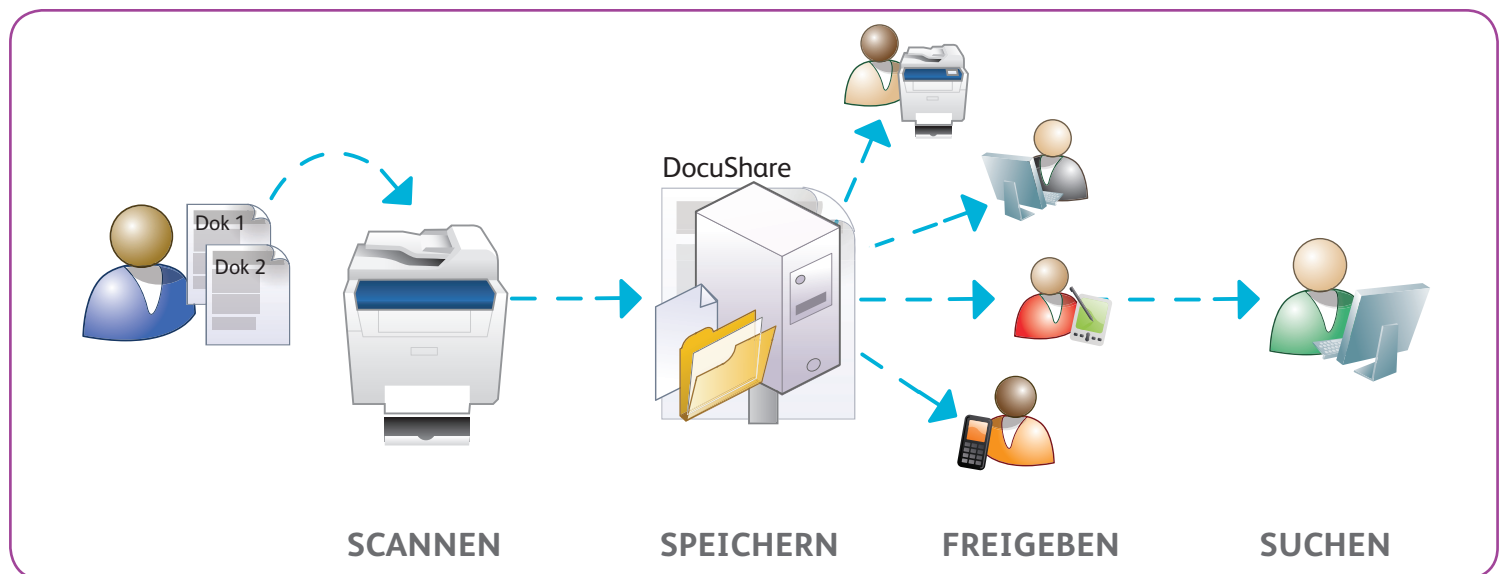 DocuShare
Dok 1
Dok 2
SCANNEN
SPEICHERN
FREIGEBEN
SUCHEN